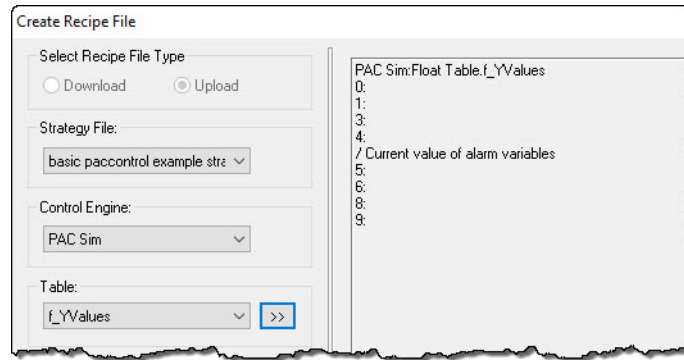 Create Recipe File
Select Recipe File Type
Download
Upload
Strategy File:
basic paccontrol example stra
Control Engine:
PAC Sim
Table:
f_YValues
>>
PAC Sim:Float Table.f_YValues
0:
1:
3:
4:
/ Current value of alarm variables
5:
6:
8:
9: